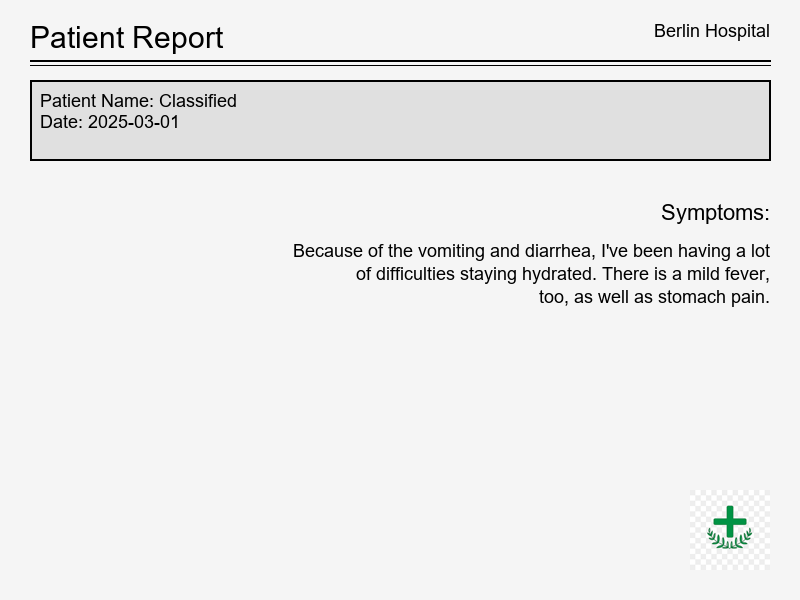 Patient Report
Berlin Hospital
Patient Name: Classified
Date: 2025-03-01
Symptoms:
Because of the vomiting and diarrhea, I've been having a lot
of difficulties staying hydrated. There is a mild fever,
too, as well as stomach pain.